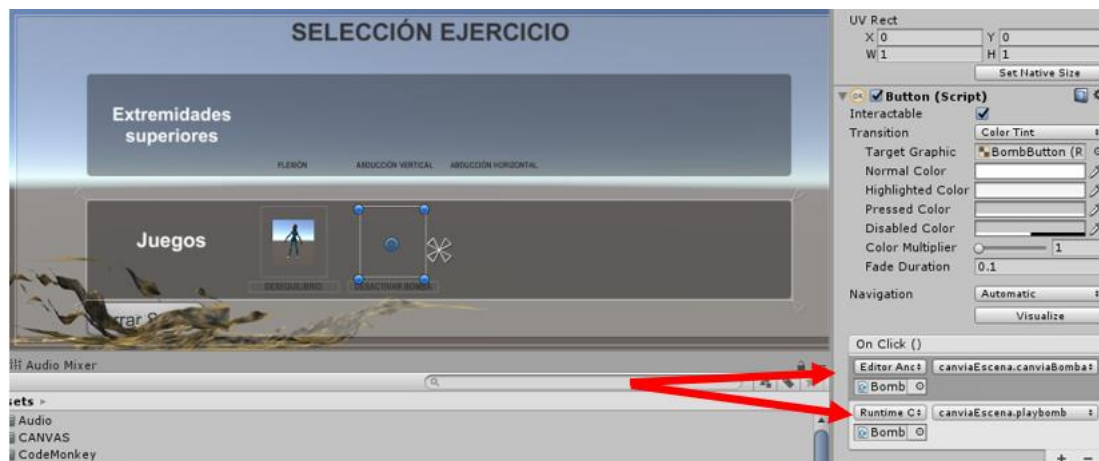 SELECCIÓN EJERCICIO
Extremidades
superiores
FLEXIÓN
ABDUCCIÓN VERTICAL
ABDUCCIÓN HORIZONTAL
Juegos
DESEQUILIBRIO
DESACTIVAR BOMBA
rrar S
Audio Mixer
sets
Audio
CANVAS
CodeMonkey
UV Rect
X 0 Y 0
W 1 H 1
Set Native Size
Button (Script)
Interactable
Transition Color Tint
Target Graphic BombButton (R
Normal Color
Highlighted Color
Pressed Color
Disabled Color
Color Multiplier 1
Fade Duration 0.1
Navigation Automatic
Visualize
On Click ()
Editor Anc canviaEscena.canviaBomba
Bomb
Runtime C canviaEscena.playbomb
Bomb